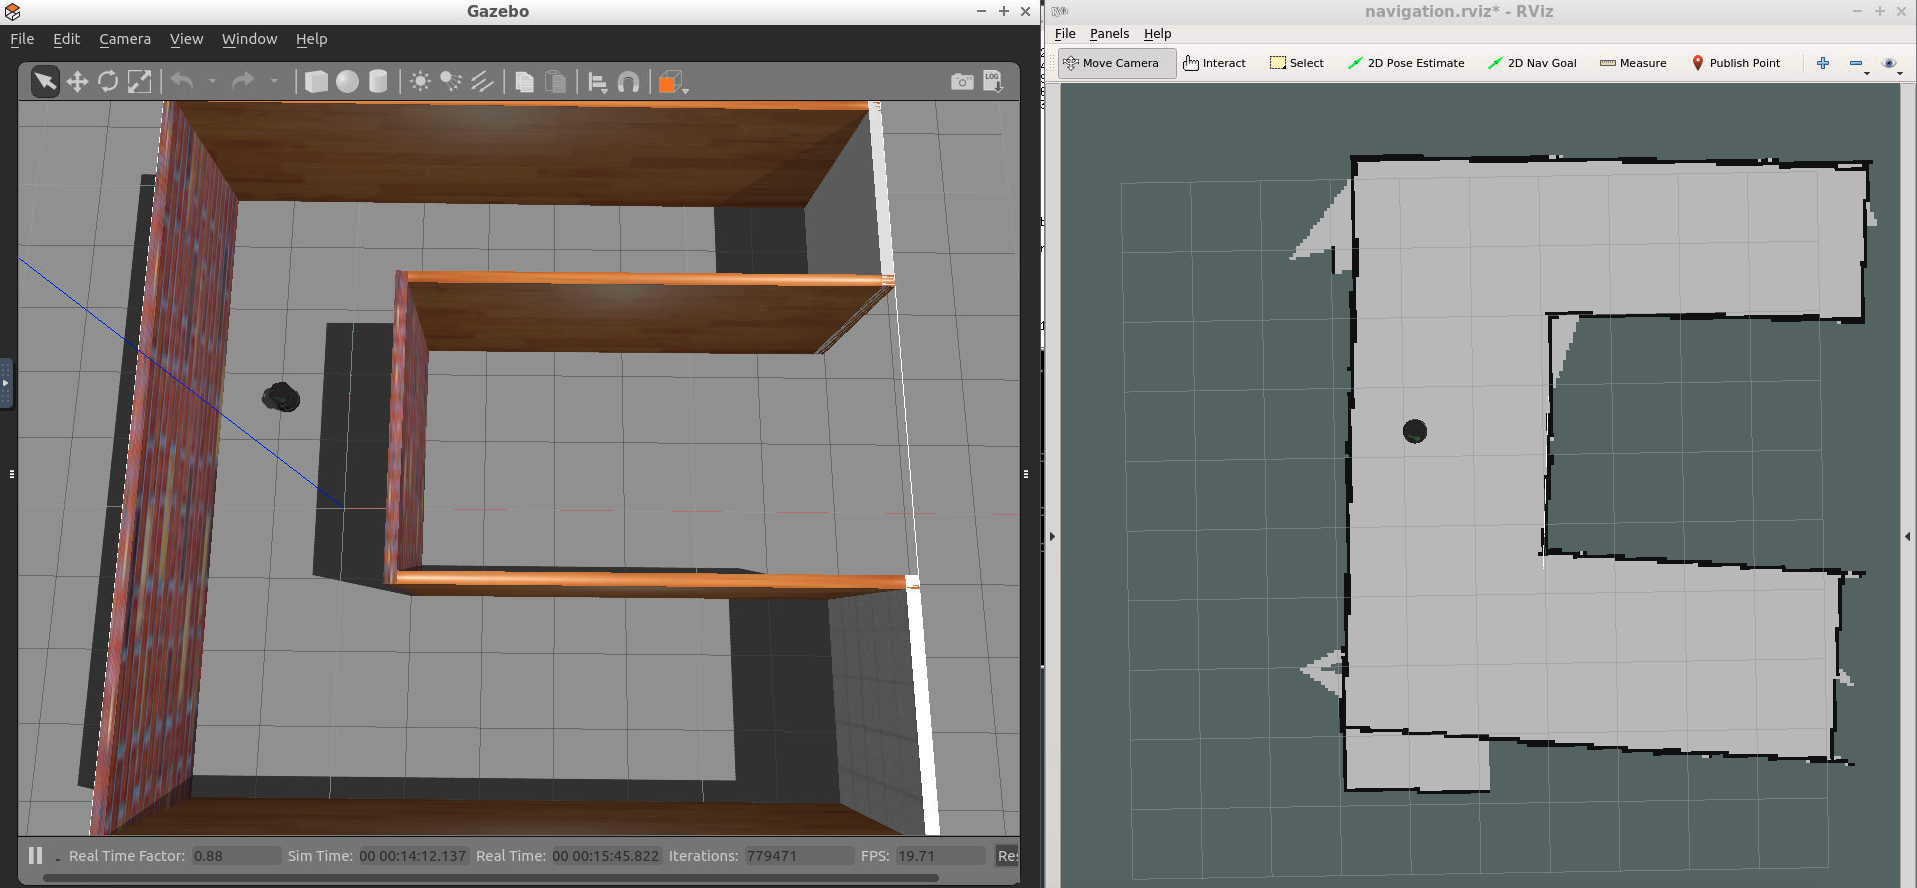 Gazebo
File Edit Camera View Window Help
LOG
Real Time Factor: 0.88 Sim Time: 00 00:14:12.137 Real Time: 00 00:15:45.822 Iterations: 779471 FPS: 19.71 Res
navigation.rviz* - RViz
File Panels Help
Move Camera Interact Select 2D Pose Estimate 2D Nav Goal Measure Publish Point